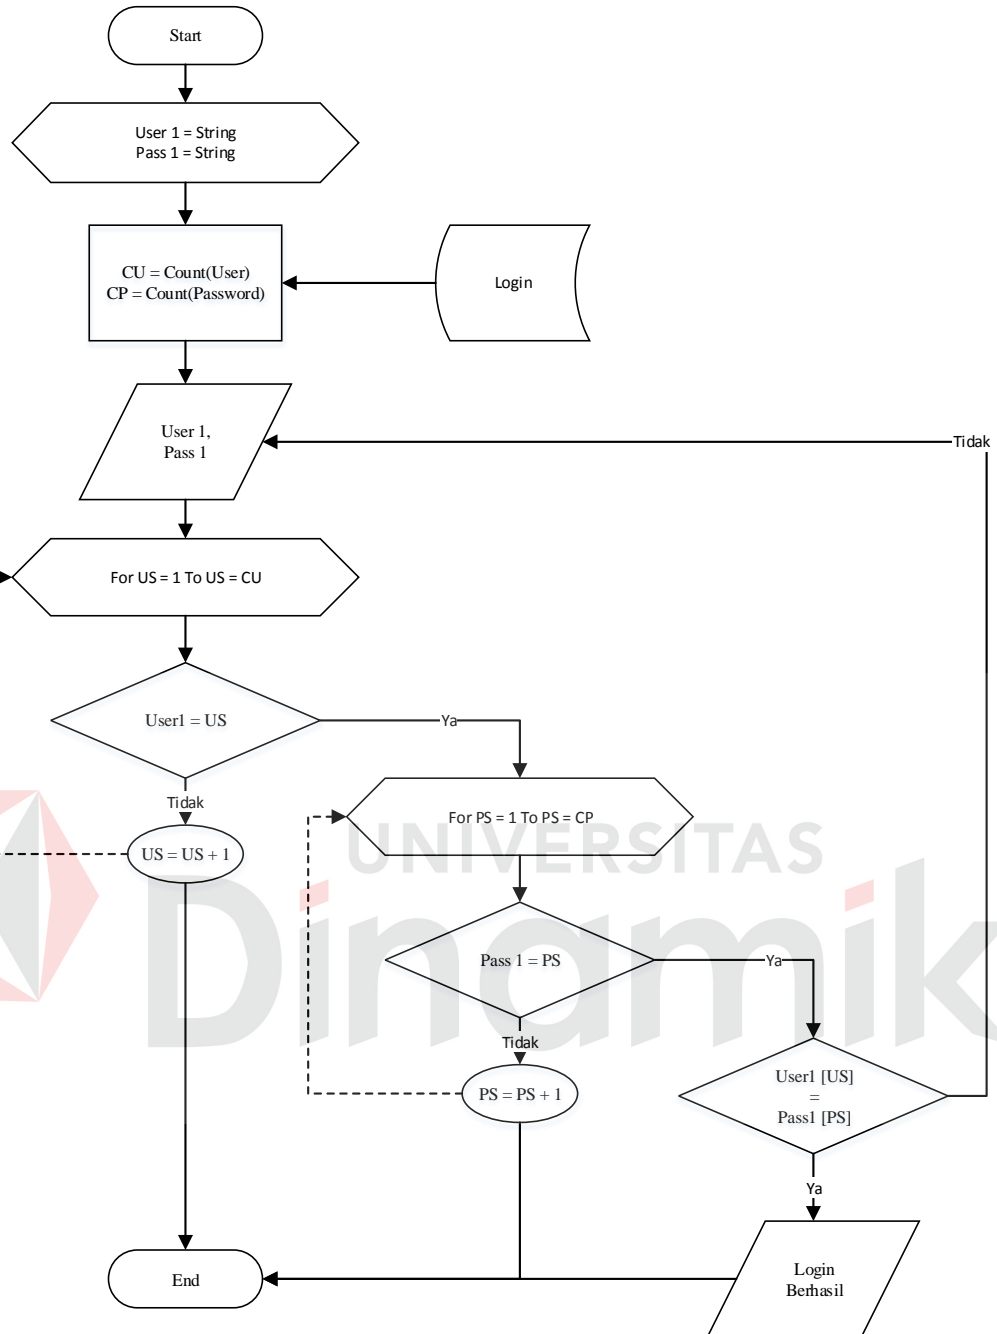 Start
User 1 = String
Pass 1 = String
CU = Count(User)
CP = Count(Password)
Login
User 1,
Pass 1
Tidak
For US = 1 To US = CU
User1 = US
Ya
Tidak
US = US + 1
For PS = 1 To PS = CP
UNIVERSITAS
Dinamik
Pass 1 = PS
Ya
Tidak
PS = PS + 1
User1 [US]
=
Pass1 [PS]
Ya
Login
Berhasil
End